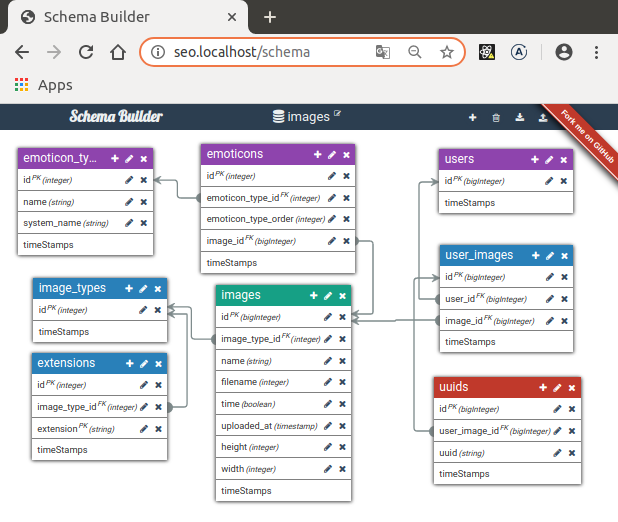 Schema Builder
seo.localhost/schema
Apps
Schema Builder
images
Fork me on GitHub
emoticon_ty...
id PK (integer)
name (string)
system_name (string)
timeStamps
emoticons
id PK (integer)
emoticon_type_id FK (integer)
emoticon_type_order (integer)
image_id FK (bigInteger)
timeStamps
users
id PK (bigInteger)
timeStamps
image_types
id PK (integer)
timeStamps
images
id PK (bigInteger)
image_type_id FK (integer)
name (string)
filename (integer)
time (boolean)
uploaded_at (timestamp)
height (integer)
width (integer)
timeStamps
user_images
id PK (bigInteger)
user_id FK (bigInteger)
image_id FK (bigInteger)
timeStamps
extensions
id PK (integer)
image_type_id FK (integer)
extension PK (string)
timeStamps
uuids
id PK (bigInteger)
user_image_id FK (bigInteger)
uuid (string)
timeStamps